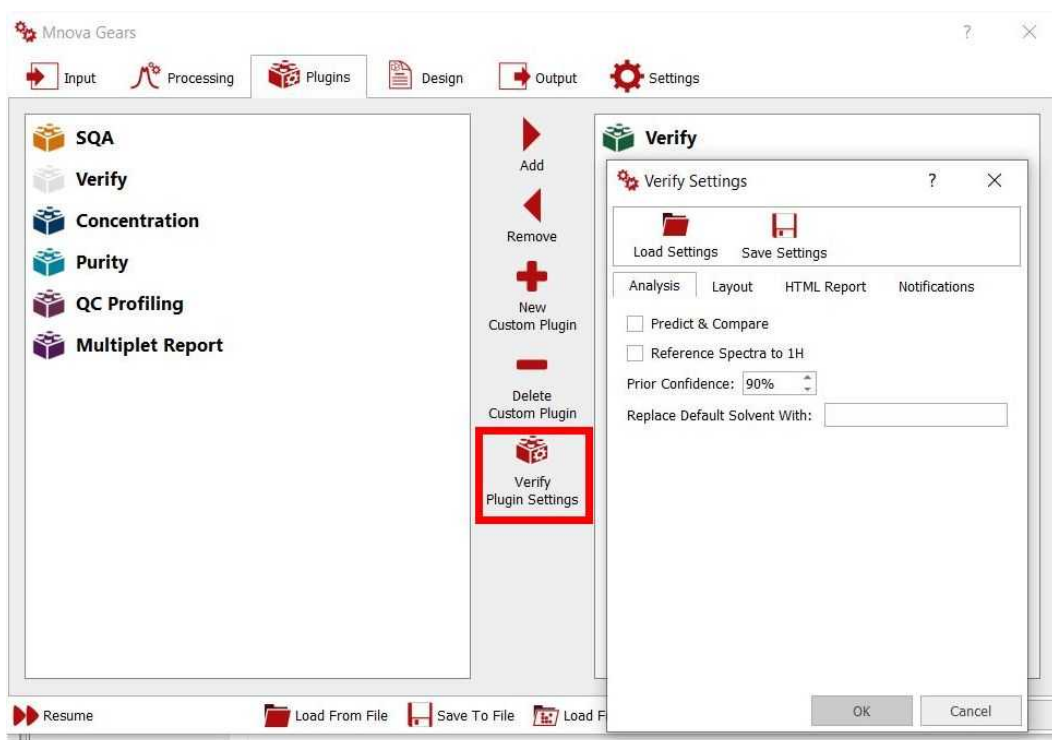 Mnova Gears
?
Input
Processing
Plugins
Design
Output
Settings
SQA
Verify
Concentration
Purity
QC Profiling
Multiplet Report
Add
Remove
New
Custom Plugin
Delete
Custom Plugin
Verify
Plugin Settings
Verify
Verify Settings
?
Load Settings
Save Settings
Analysis
Layout
HTML Report
Notifications
Predict & Compare
Reference Spectra to 1H
Prior Confidence: 90%
Replace Default Solvent With:
OK
Cancel
Resume
Load From File
Save To File
Load F